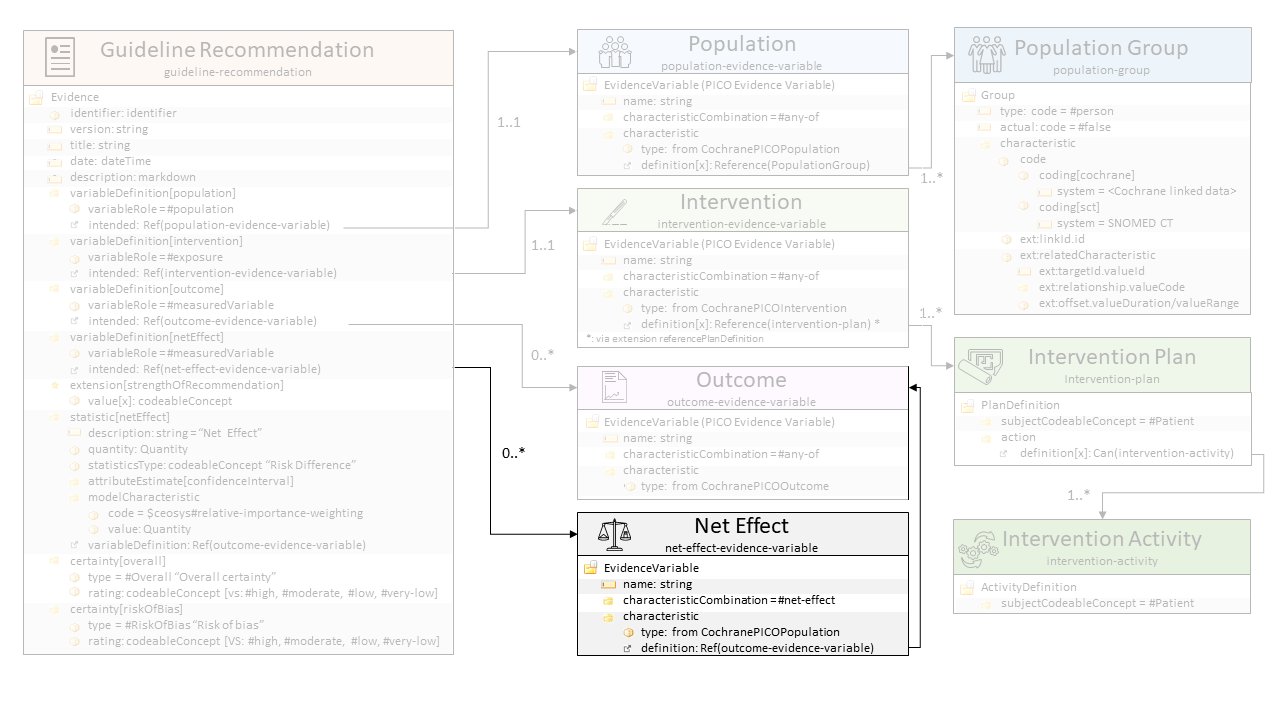 Guideline Recommendation
guideline-recommendation
Evidence
Identifier: Identifier
version: string
title: string
date: dateTime
description: markdown
variableDefinition[population]
variableRole =#population
intended: Ref(population-evidence-variable)
variableDefinition[intervention]
variableRole =#exposure
intended: Ref(intervention-evidence-variable)
variableDefinition[outcome]
variableRole =#measuredVariable
intended: Ref(outcome-evidence-variable)
variableDefinition[netEffect]
variableRole =#measuredVariable
intended: Ref(net-effect-evidence-variable)
extension[strengthOfRecommendation]
value[x]: codeableConcept
statistic[netEffect]
description: string = “Net Effect”
quantity: Quantity
statisticsType: codeableConcept “Risk Difference”
attributeEstimate[confidenceInterval]
modelCharacteristic
code = $ceosys#relative-importance-weighting
value: Quantity
variableDefinition: Ref(outcome-evidence-variable)
certainty[overall]
type = #Overall “Overall certainty”
rating: codeableConcept [vs: #high, #moderate, #low, #very-low]
certainty[riskOfBias]
type = #RiskOfBias “Risk of bias”
rating: codeableConcept [VS: #high, #moderate, #low, #very-low]
1..1
1..1
0..*
0..*
Population
population-evidence-variable
EvidenceVariable (PICO Evidence Variable)
name: string
characteristicCombination =#any-of
characteristic
type: from CochranePICOPopulation
definition[x]: Reference(PopulationGroup)
1..*
Intervention
intervention-evidence-variable
EvidenceVariable (PICO Evidence Variable)
name: string
characteristicCombination =#any-of
characteristic
type: from CochranePICOIntervention
definition[x]: Reference(intervention-plan) *
*: via extension referencePlanDefinition
1..*
Outcome
outcome-evidence-variable
EvidenceVariable (PICO Evidence Variable)
name: string
characteristicCombination =#any-of
characteristic
type: from CochranePICOOutcome
Net Effect
net-effect-evidence-variable
EvidenceVariable
name: string
characteristicCombination =#net-effect
characteristic
type: from CochranePICOPopulation
definition: Ref(outcome-evidence-variable)
Population Group
population-group
Group
type: code = #person
actual: code = #false
characteristic
code
coding[cochrane]
system = <Cochrane linked data>
coding[sct]
system = SNOMED CT
ext:linkId.id
ext:relatedCharacteristic
ext:targetId.valueid
ext:relationship.valueCode
ext:offset.valueDuration/valueRange
Intervention Plan
Intervention-plan
PlanDefinition
subjectCodeableConcept = #Patient
action
definition[x]: Can(intervention-activity)
1..*
Intervention Activity
intervention-activity
ActivityDefinition
subjectCodeableConcept = #Patient